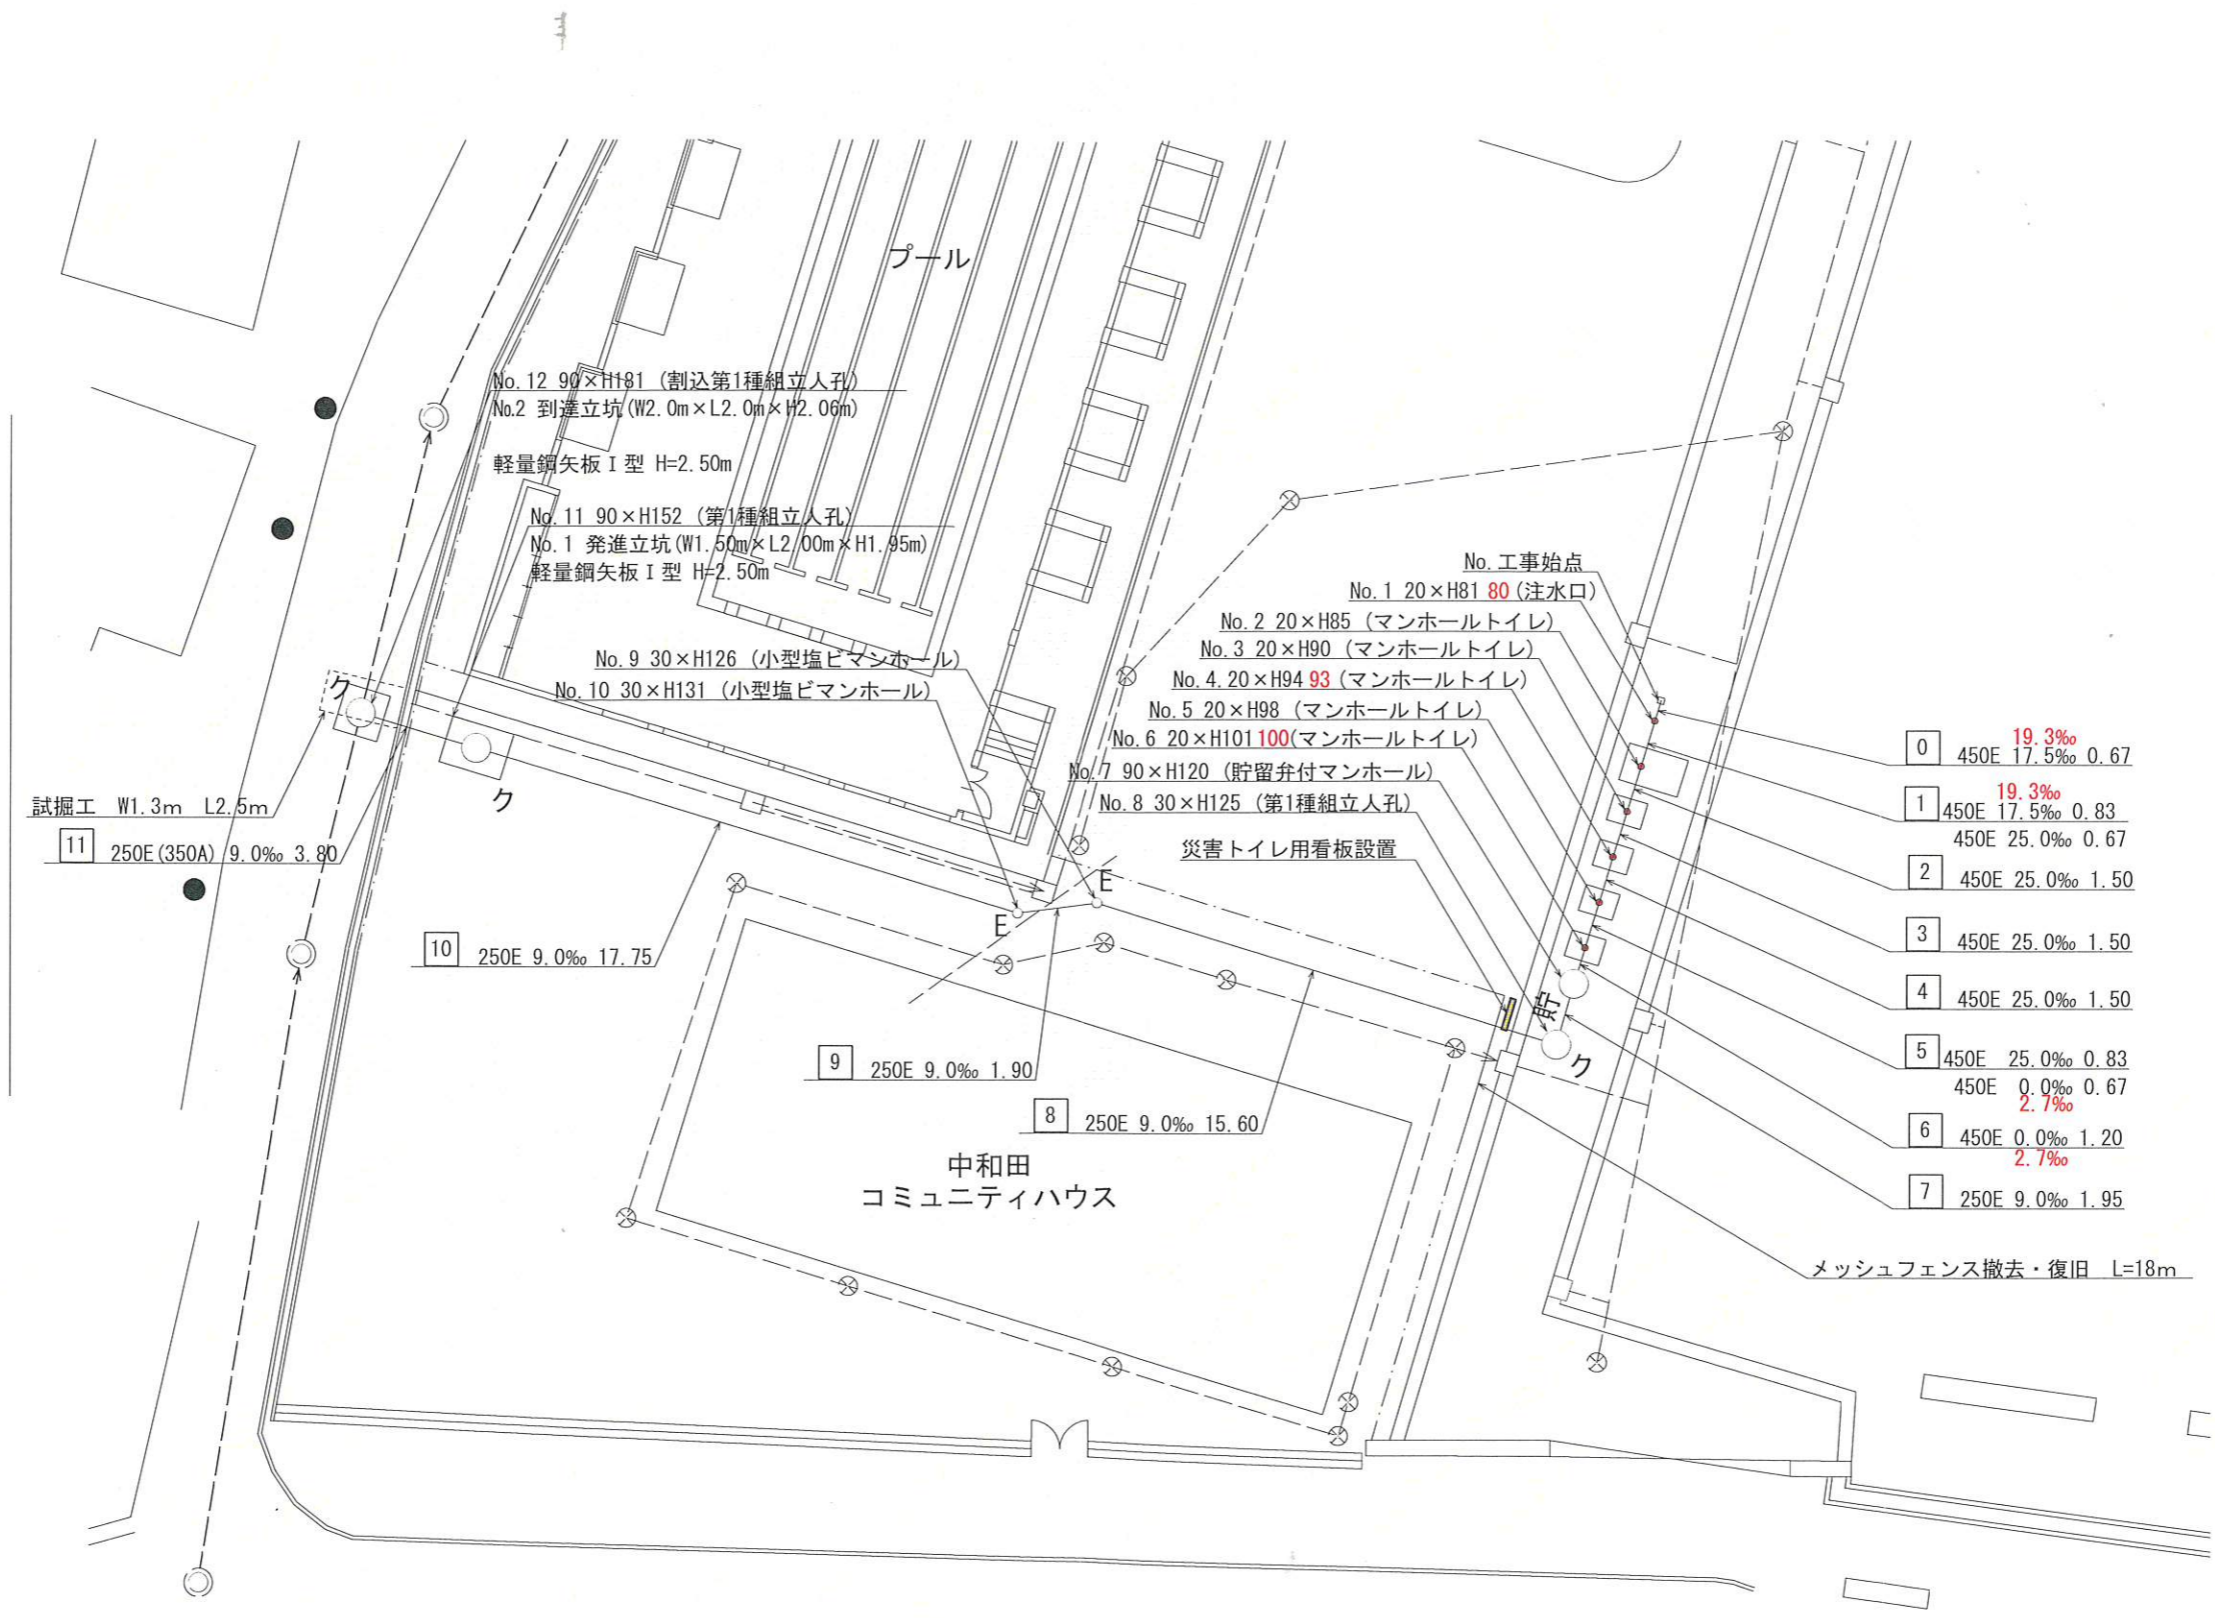 プール
No.12 90×H181 (割込第1種組立人孔)
No.2 到達立坑(W2.0m×L2.0m×H2.06m)
軽量鋼矢板Ⅰ型 H=2.50m
No.11 90×H152 (第1種組立人孔)
No.1 発進立坑(W1.50m×L2.00m×H1.95m)
軽量鋼矢板Ⅰ型 H=2.50m
No.工事始点
No.1 20×H81 80 (注水口)
No.2 20×H85 (マンホールトイレ)
No.3 20×H90 (マンホールトイレ)
No.4.20×H94 93 (マンホールトイレ)
No.5 20×H98 (マンホールトイレ)
No.6 20×H101 100(マンホールトイレ)
No.7 90×H120 (貯留弁付マンホール)
No.8 30×H125 (第1種組立人孔)
災害トイレ用看板設置
No.9 30×H126 (小型塩ビマンホール)
No.10 30×H131 (小型塩ビマンホール)
ク
ク
試掘工 W1.3m L2.5m
11 250E(350A) 9.0‰ 3.80
E
E
10 250E 9.0‰ 17.75
9 250E 9.0‰ 1.90
8 250E 9.0‰ 15.60
貯
ク
中和田
コミュニティハウス
19.3‰
0 450E 17.5‰ 0.67
19.3‰
1 450E 17.5‰ 0.83
450E 25.0‰ 0.67
2 450E 25.0‰ 1.50
3 450E 25.0‰ 1.50
4 450E 25.0‰ 1.50
5 450E 25.0‰ 0.83
450E 0.0‰ 0.67
2.7‰
6 450E 0.0‰ 1.20
2.7‰
7 250E 9.0‰ 1.95
メッシュフェンス撤去・復旧 L=18m